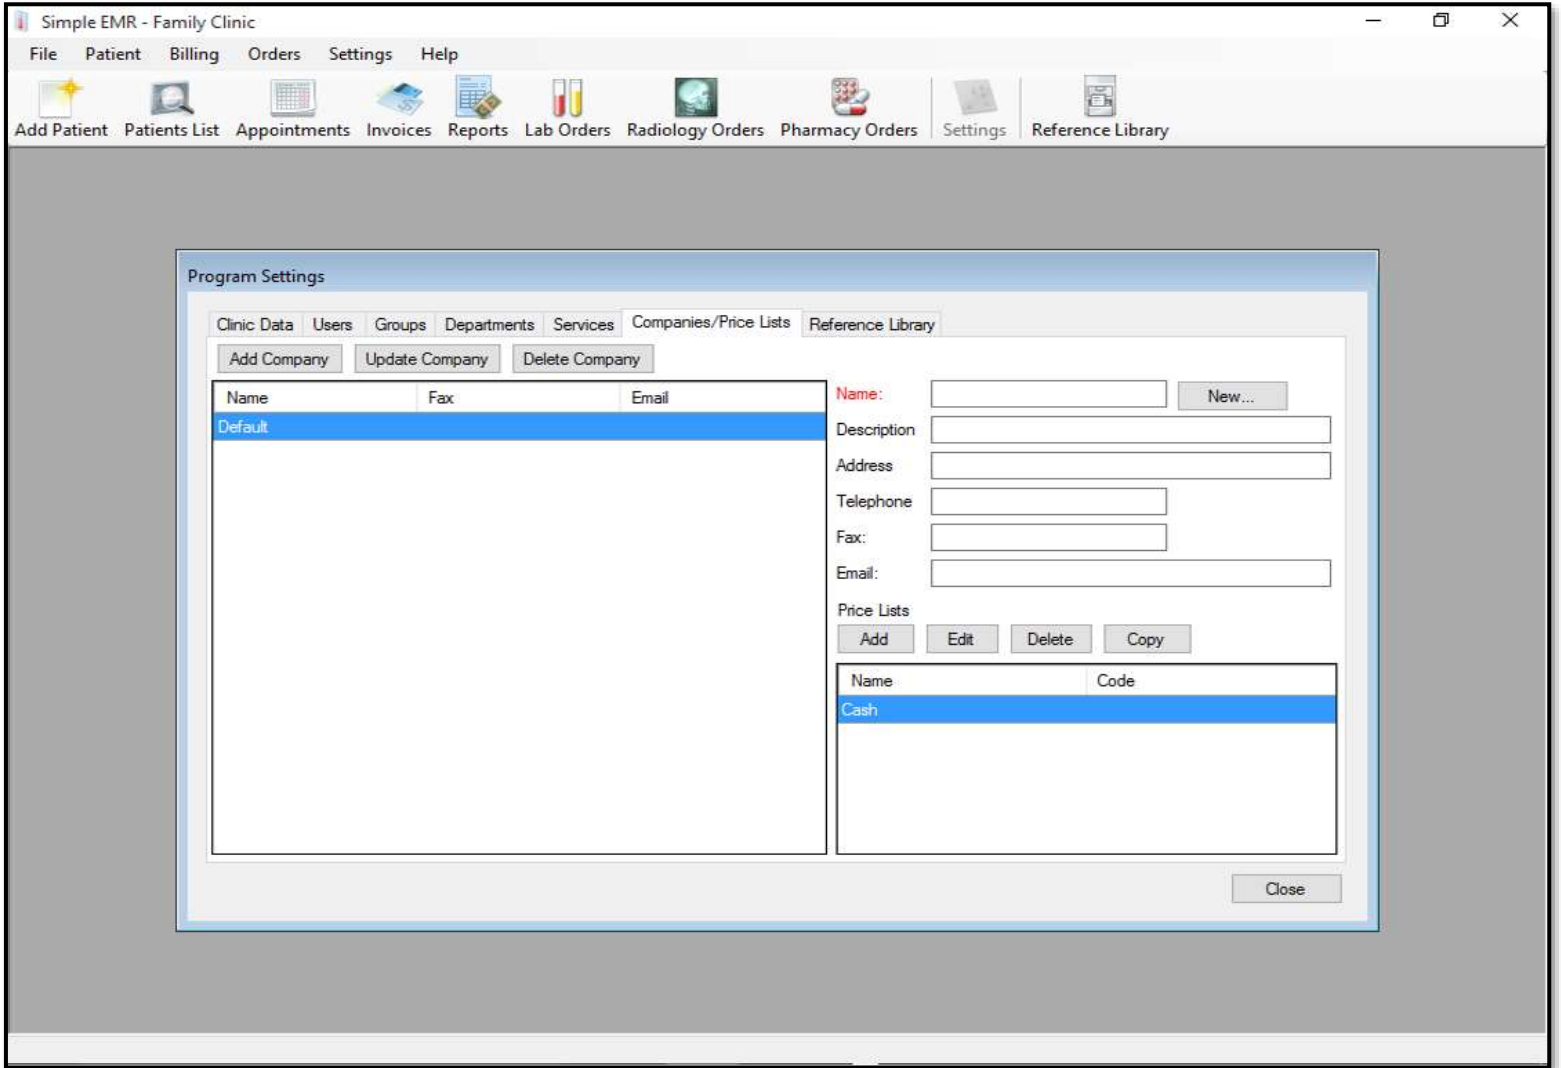 Simple EMR - Family Clinic
File Patient Billing Orders Settings Help
Add Patient Patients List Appointments Invoices Reports Lab Orders Radiology Orders Pharmacy Orders Settings Reference Library
Program Settings
Clinic Data Users Groups Departments Services Companies/Price Lists Reference Library
Add Company Update Company Delete Company
Name Fax Email
Default
Name: New...
Description
Address
Telephone
Fax:
Email:
Price Lists
Add Edit Delete Copy
Name Code
Cash
Close